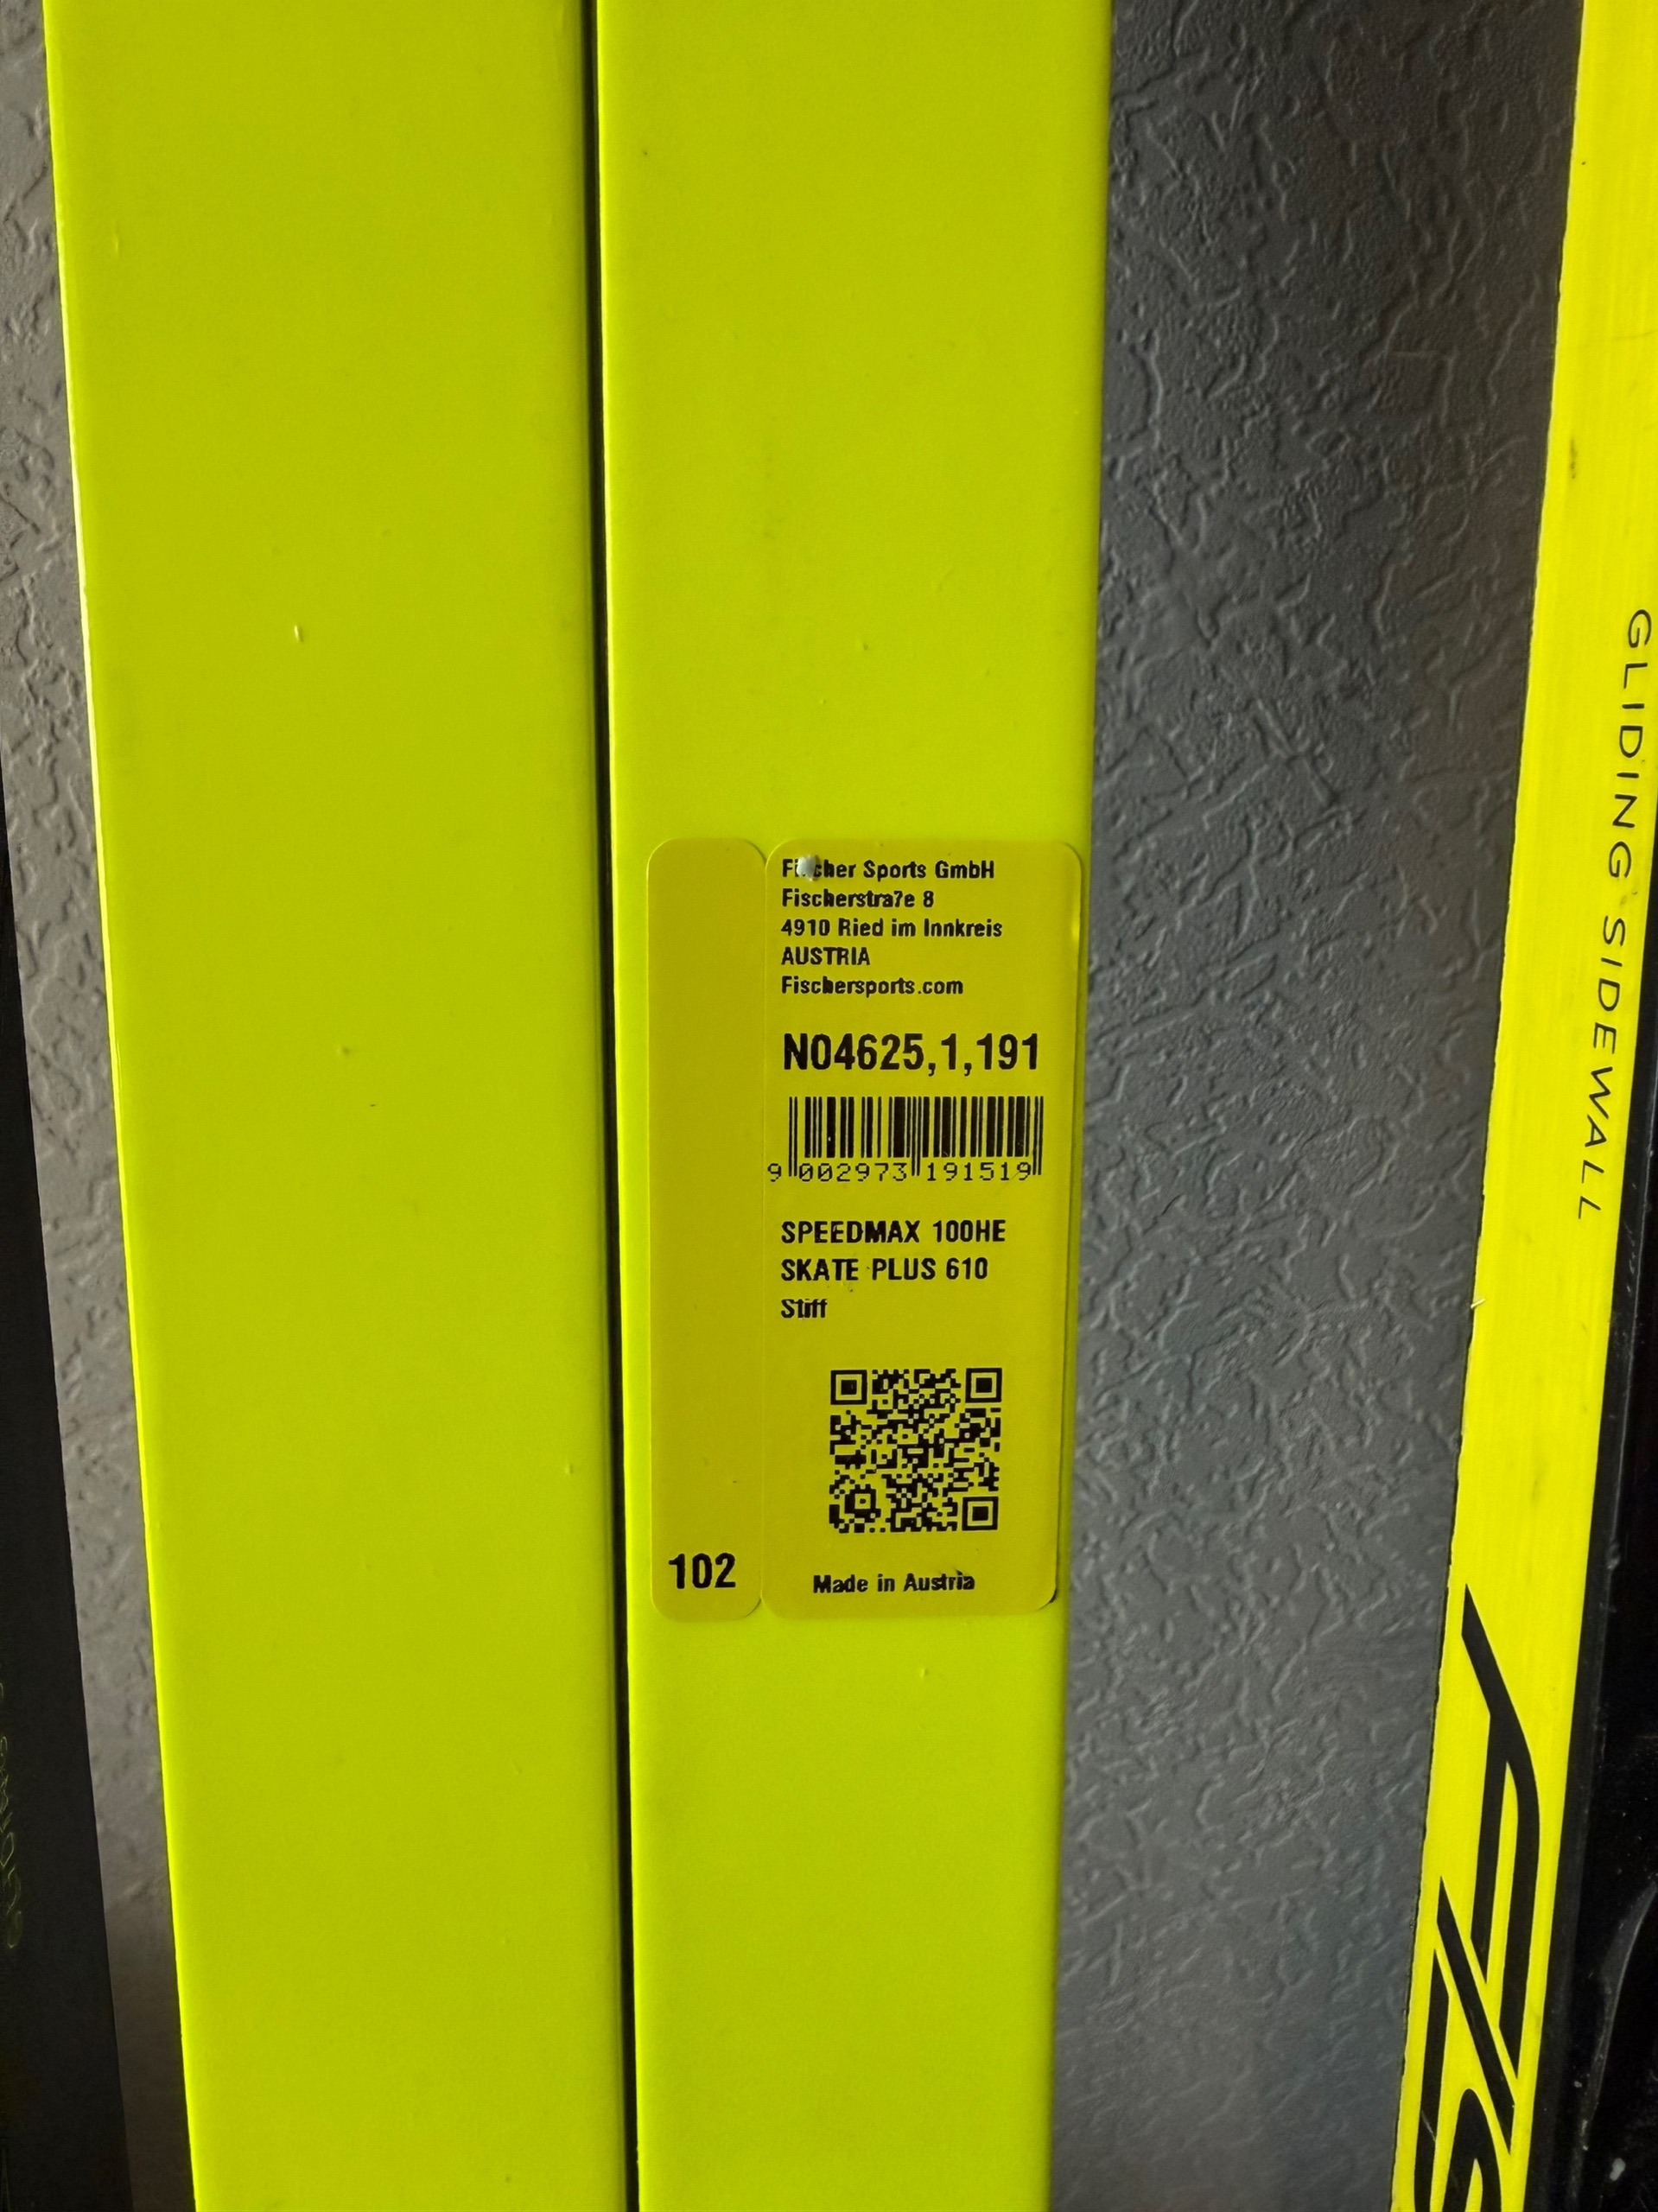 Fischer Sports GmbH
Fischerstra?e 8
4910 Ried im Innkreis
AUSTRIA
Fischersports.com
N04625,1,191
9 002973 191519
SPEEDMAX 100HE
SKATE PLUS 610
Stiff
102
Made in Austria
GLIDING SIDEWALL
FIS